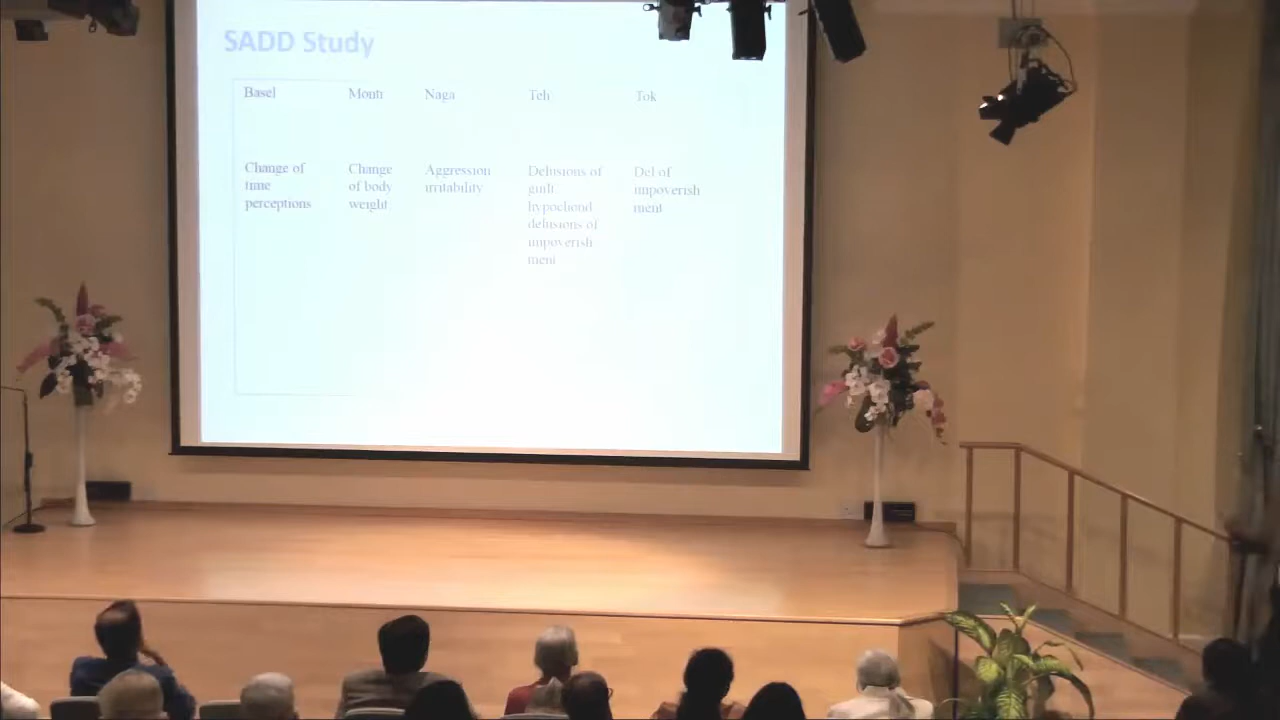 SADD Study
Basel Montr Naga Teh Tok
Change of time perceptions
Change of body weight
Aggression irritability
Delusions of guilt. hypochond delusions of impoverish ment
Del of impoverish ment